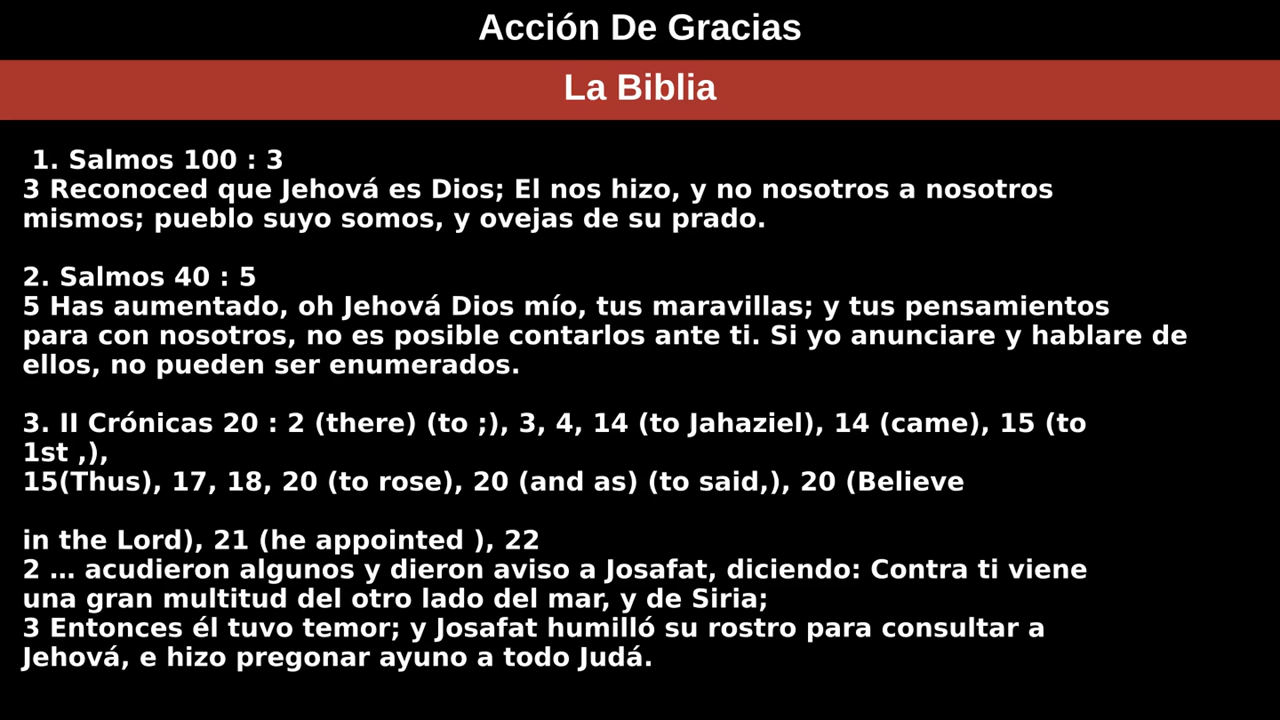 Acción De Gracias
La Biblia
1. Salmos 100 : 3
3 Reconoced que Jehová es Dios; El nos hizo, y no nosotros a nosotros
mismos; pueblo suyo somos, y ovejas de su prado.
2. Salmos 40 : 5
5 Has aumentado, oh Jehová Dios mío, tus maravillas; y tus pensamientos
para con nosotros, no es posible contarlos ante ti. Si yo anunciare y hablare de
ellos, no pueden ser enumerados.
3. II Crónicas 20 : 2 (there) (to ;), 3, 4, 14 (to Jahaziel), 14 (came), 15 (to
1st ,),
15(Thus), 17, 18, 20 (to rose), 20 (and as) (to said,), 20 (Believe
in the Lord), 21 (he appointed ), 22
2 … acudieron algunos y dieron aviso a Josafat, diciendo: Contra ti viene
una gran multitud del otro lado del mar, y de Siria;
3 Entonces él tuvo temor; y Josafat humilló su rostro para consultar a
Jehová, e hizo pregonar ayuno a todo Judá.